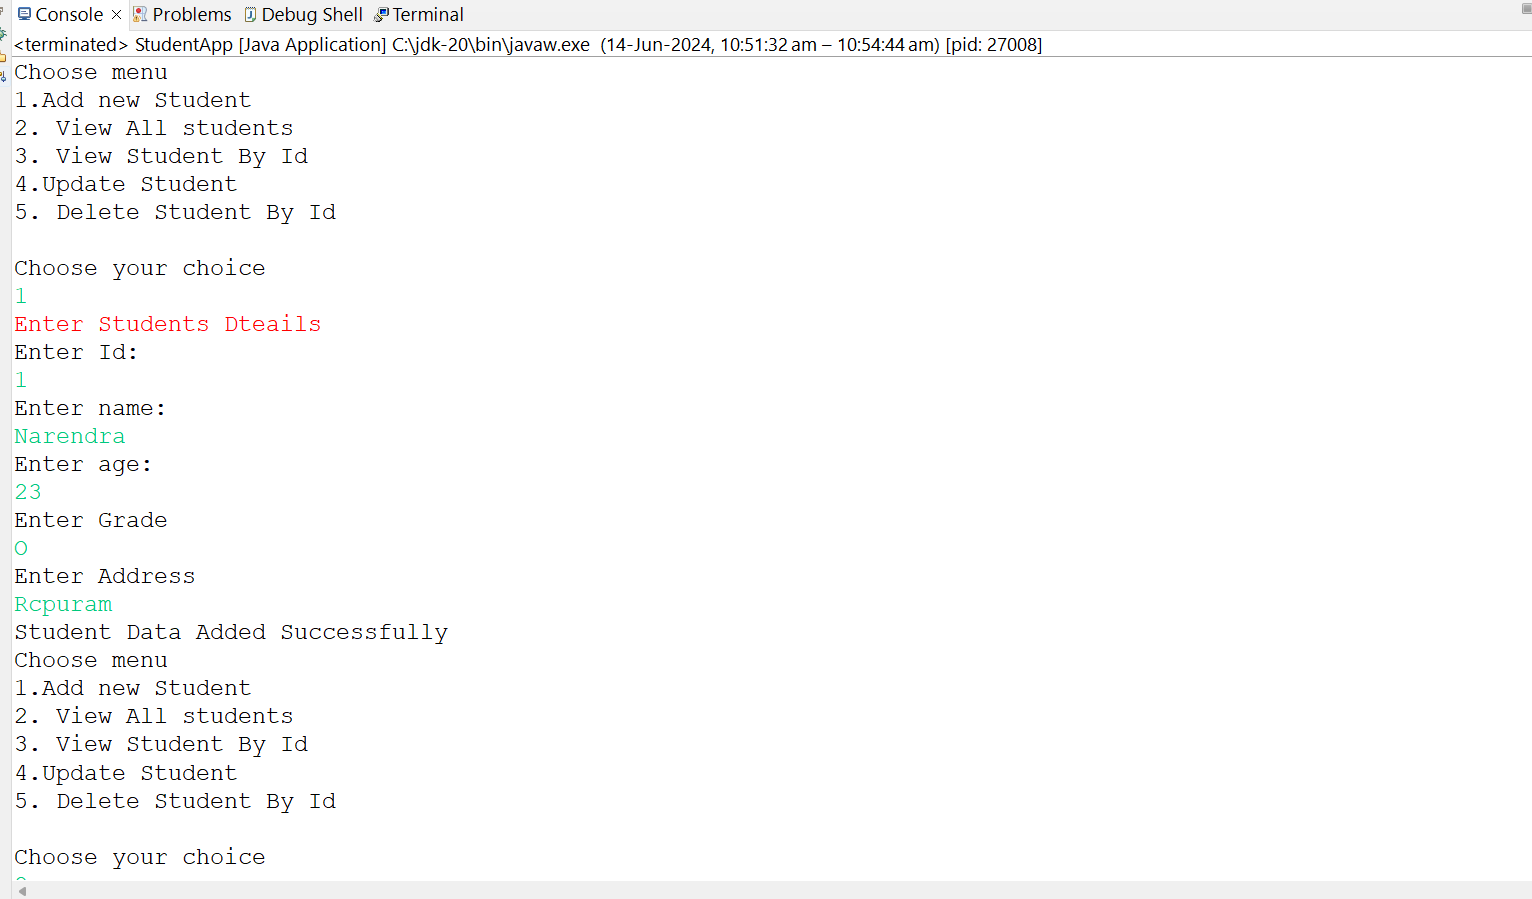 Console Problems Debug Shell Terminal
<terminated> StudentApp [Java Application] C:\jdk-20\bin\javaw.exe (14-Jun-2024, 10:51:32 am – 10:54:44 am) [pid: 27008]
Choose menu
1.Add new Student
2. View All students
3. View Student By Id
4.Update Student
5. Delete Student By Id
Choose your choice
1
Enter Students Dteails
Enter Id:
1
Enter name:
Narendra
Enter age:
23
Enter Grade
O
Enter Address
Rcpuram
Student Data Added Successfully
Choose menu
1.Add new Student
2. View All students
3. View Student By Id
4.Update Student
5. Delete Student By Id
Choose your choice